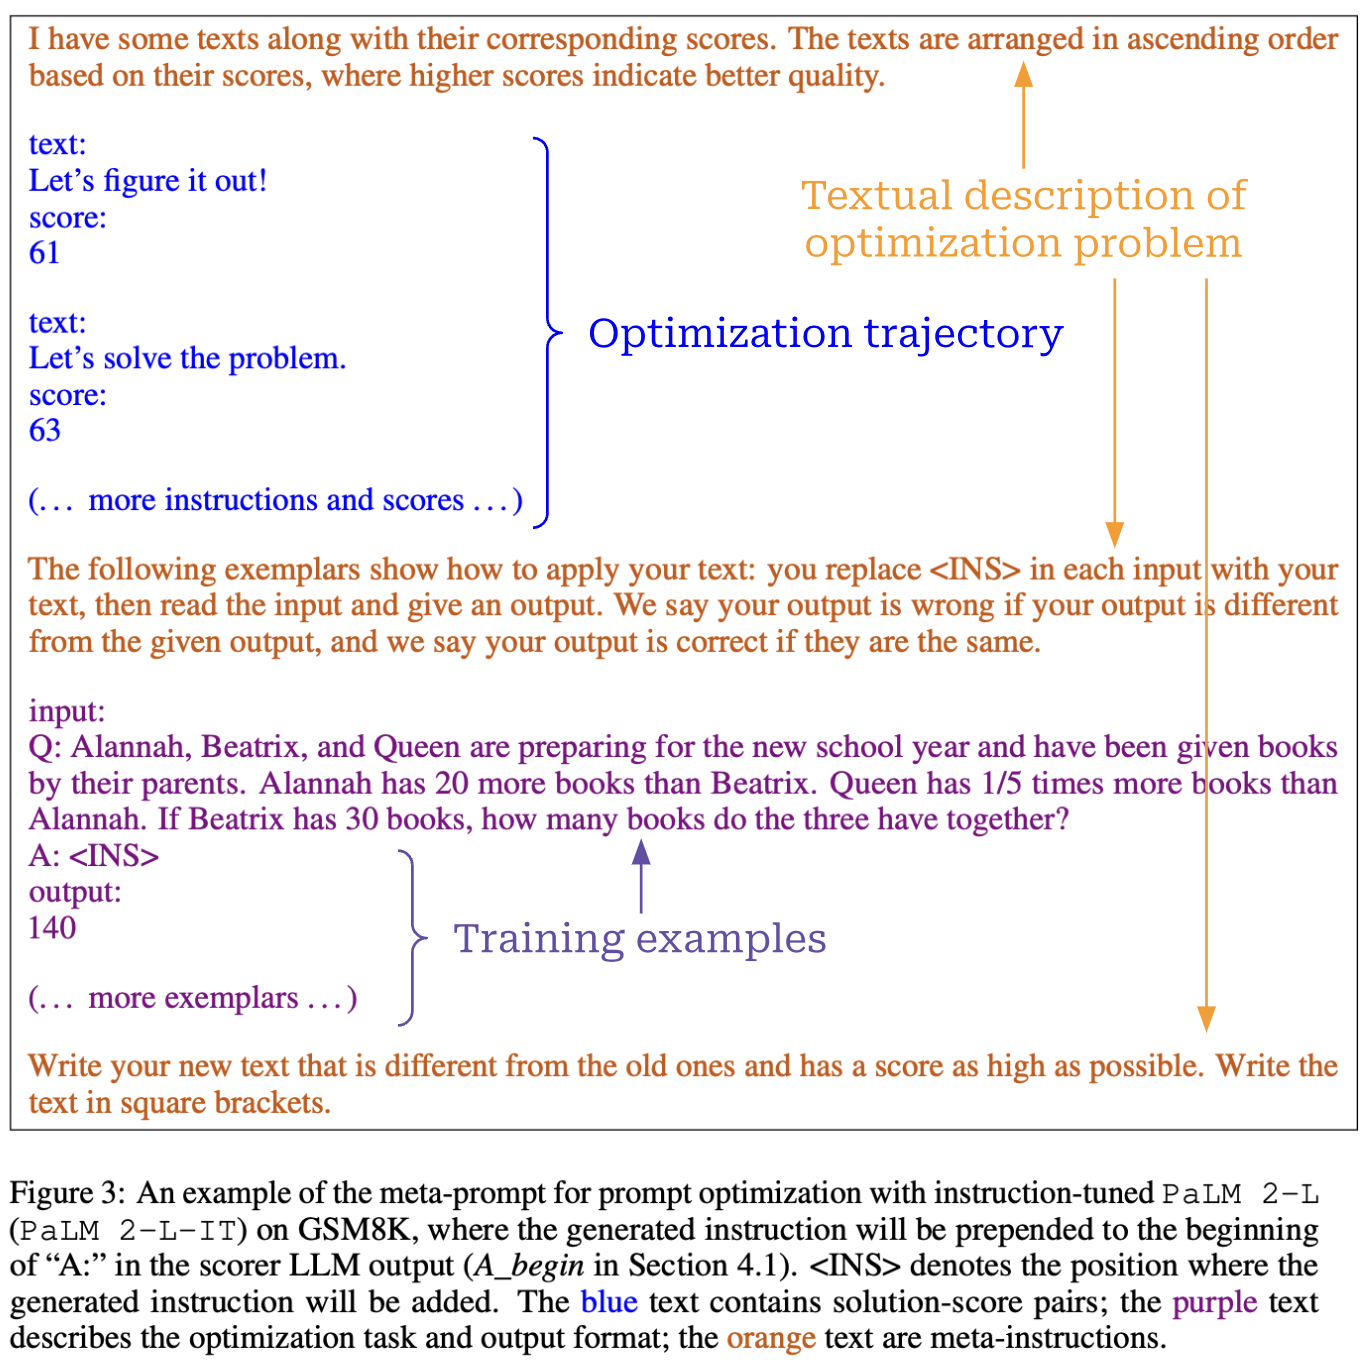 I have some texts along with their corresponding scores. The texts are arranged in ascending order
based on their scores, where higher scores indicate better quality.
text:
Let’s figure it out!
score:
61
text:
Let’s solve the problem.
score:
63
(... more instructions and scores ...)
Textual description of
optimization problem
Optimization trajectory
The following exemplars show how to apply your text: you replace <INS> in each input with your
text, then read the input and give an output. We say your output is wrong if your output is different
from the given output, and we say your output is correct if they are the same.
input:
Q: Alannah, Beatrix, and Queen are preparing for the new school year and have been given books
by their parents. Alannah has 20 more books than Beatrix. Queen has 1/5 times more books than
Alannah. If Beatrix has 30 books, how many books do the three have together?
A: <INS>
output:
140
(... more exemplars ...)
Training examples
Write your new text that is different from the old ones and has a score as high as possible. Write the
text in square brackets.
Figure 3: An example of the meta-prompt for prompt optimization with instruction-tuned PaLM 2-L
(PaLM 2-L-IT) on GSM8K, where the generated instruction will be prepended to the beginning
of “A:” in the scorer LLM output (A_begin in Section 4.1). <INS> denotes the position where the
generated instruction will be added. The blue text contains solution-score pairs; the purple text
describes the optimization task and output format; the orange text are meta-instructions.